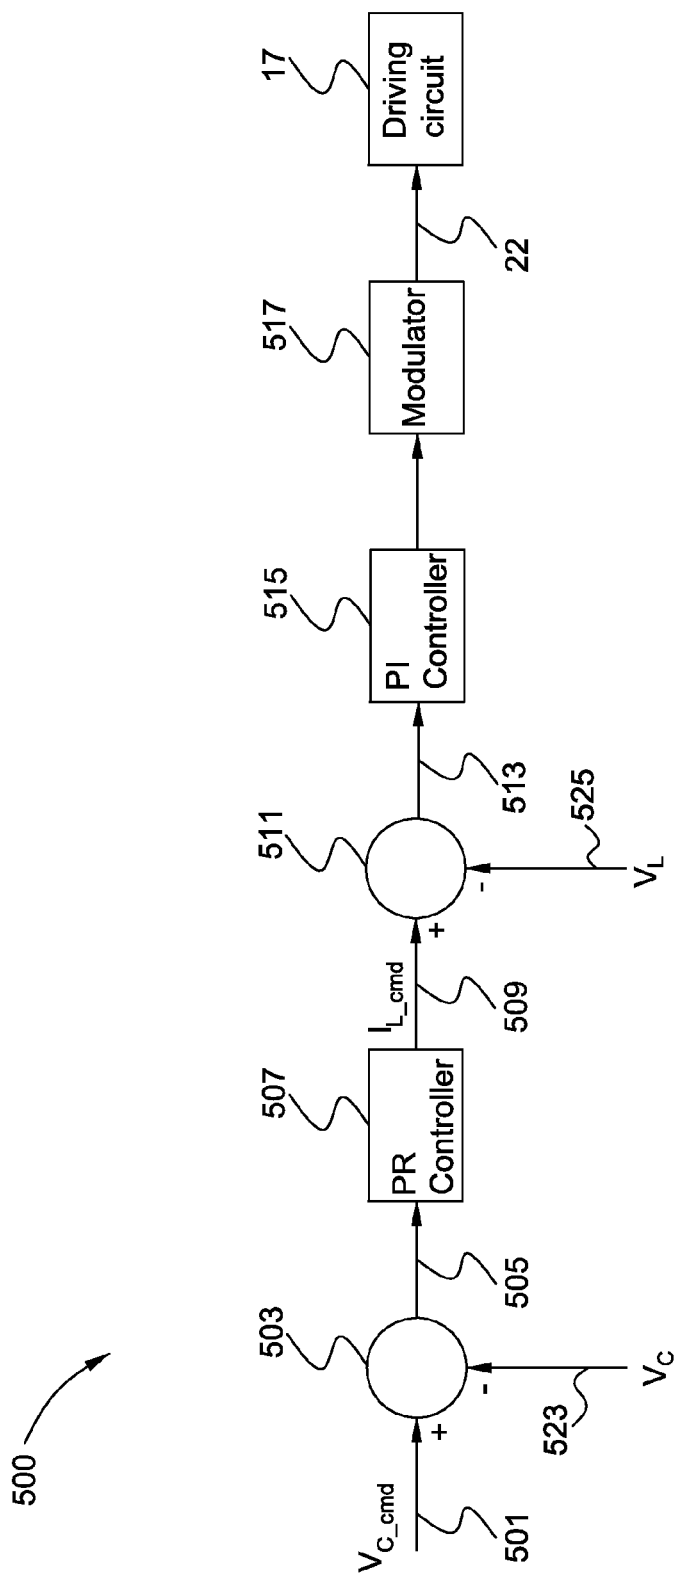 500
V_C_cmd
501
+
503
-
523
V_C
505
507
PR
Controller
I_L_cmd
509
+
511
-
525
V_L
513
515
PI
Controller
517
Modulator
22
17
Driving
circuit